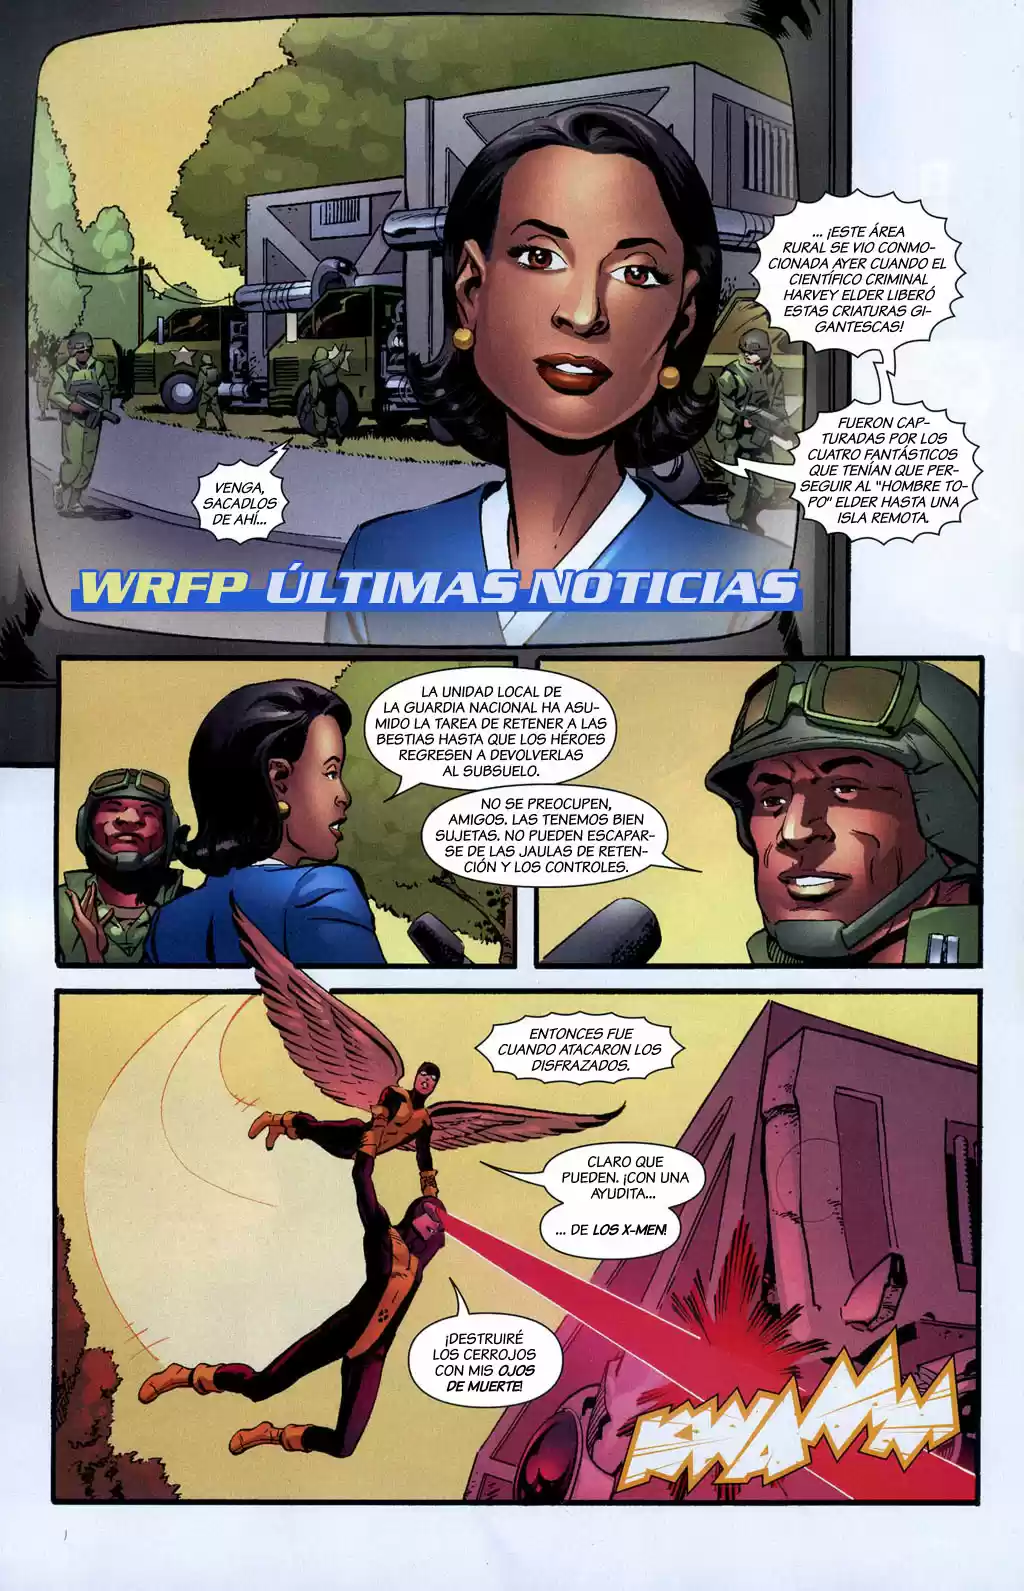 ... ¡ESTE ÁREA
RURAL SE VIO CONMO-
CIONADA AYER CUANDO EL
CIENTÍFICO CRIMINAL
HARVEY ELDER LIBERÓ
ESTAS CRIATURAS GI-
GANTESCAS!
FUERON CAP-
TURADAS POR LOS
CUATRO FANTÁSTICOS
QUE TENÍAN QUE PER-
SEGUIR AL "HOMBRE TO-
PO" ELDER HASTA UNA
ISLA REMOTA.
VENGA,
SACADLOS
DE AHÍ...
WRFP ÚLTIMAS NOTICIAS
LA UNIDAD LOCAL DE
LA GUARDIA NACIONAL HA ASU-
MIDO LA TAREA DE RETENER A LAS
BESTIAS HASTA QUE LOS HÉROES
REGRESEN A DEVOLVERLAS
AL SUBSUELO.
NO SE PREOCUPEN,
AMIGOS. LAS TENEMOS BIEN
SUJETAS. NO PUEDEN ESCAPAR-
SE DE LAS JAULAS DE RETEN-
CIÓN Y LOS CONTROLES.
ENTONCES FUE
CUANDO ATACARON LOS
DISFRAZADOS.
CLARO QUE
PUEDEN. ¡CON UNA
AYUDITA...
... DE LOS X-MEN!
¡DESTRUIRÉ
LOS CERROJOS
CON MIS OJOS
DE MUERTE!
KWAMM